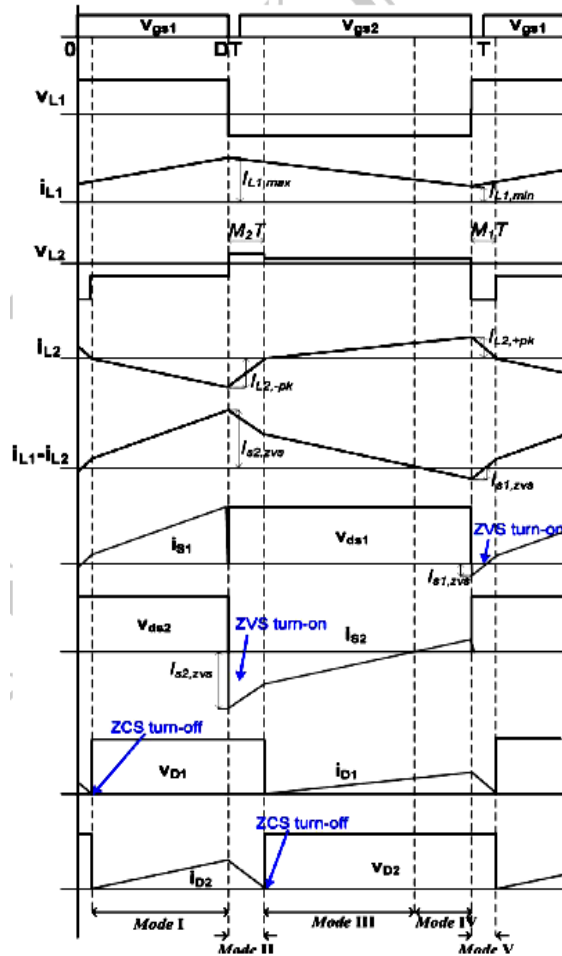 Vgs1 Vgs2 Vgs1
0 DT T
VL1
iL1 IL1,max IL1,min
M2T M1T
VL2
iL2 IL2,+pk
IL2,-pk
iL1-iL2 Is2,zvs Is1,zvs
ZVS turn-on
iS1 Vds1
Is1,zvs
Vds2 ZVS turn-on iS2
Is2,zvs
ZCS turn-off
VD1 iD1
ZCS turn-off
iD2 VD2
Mode I Mode III Mode IV
Mode II Mode V